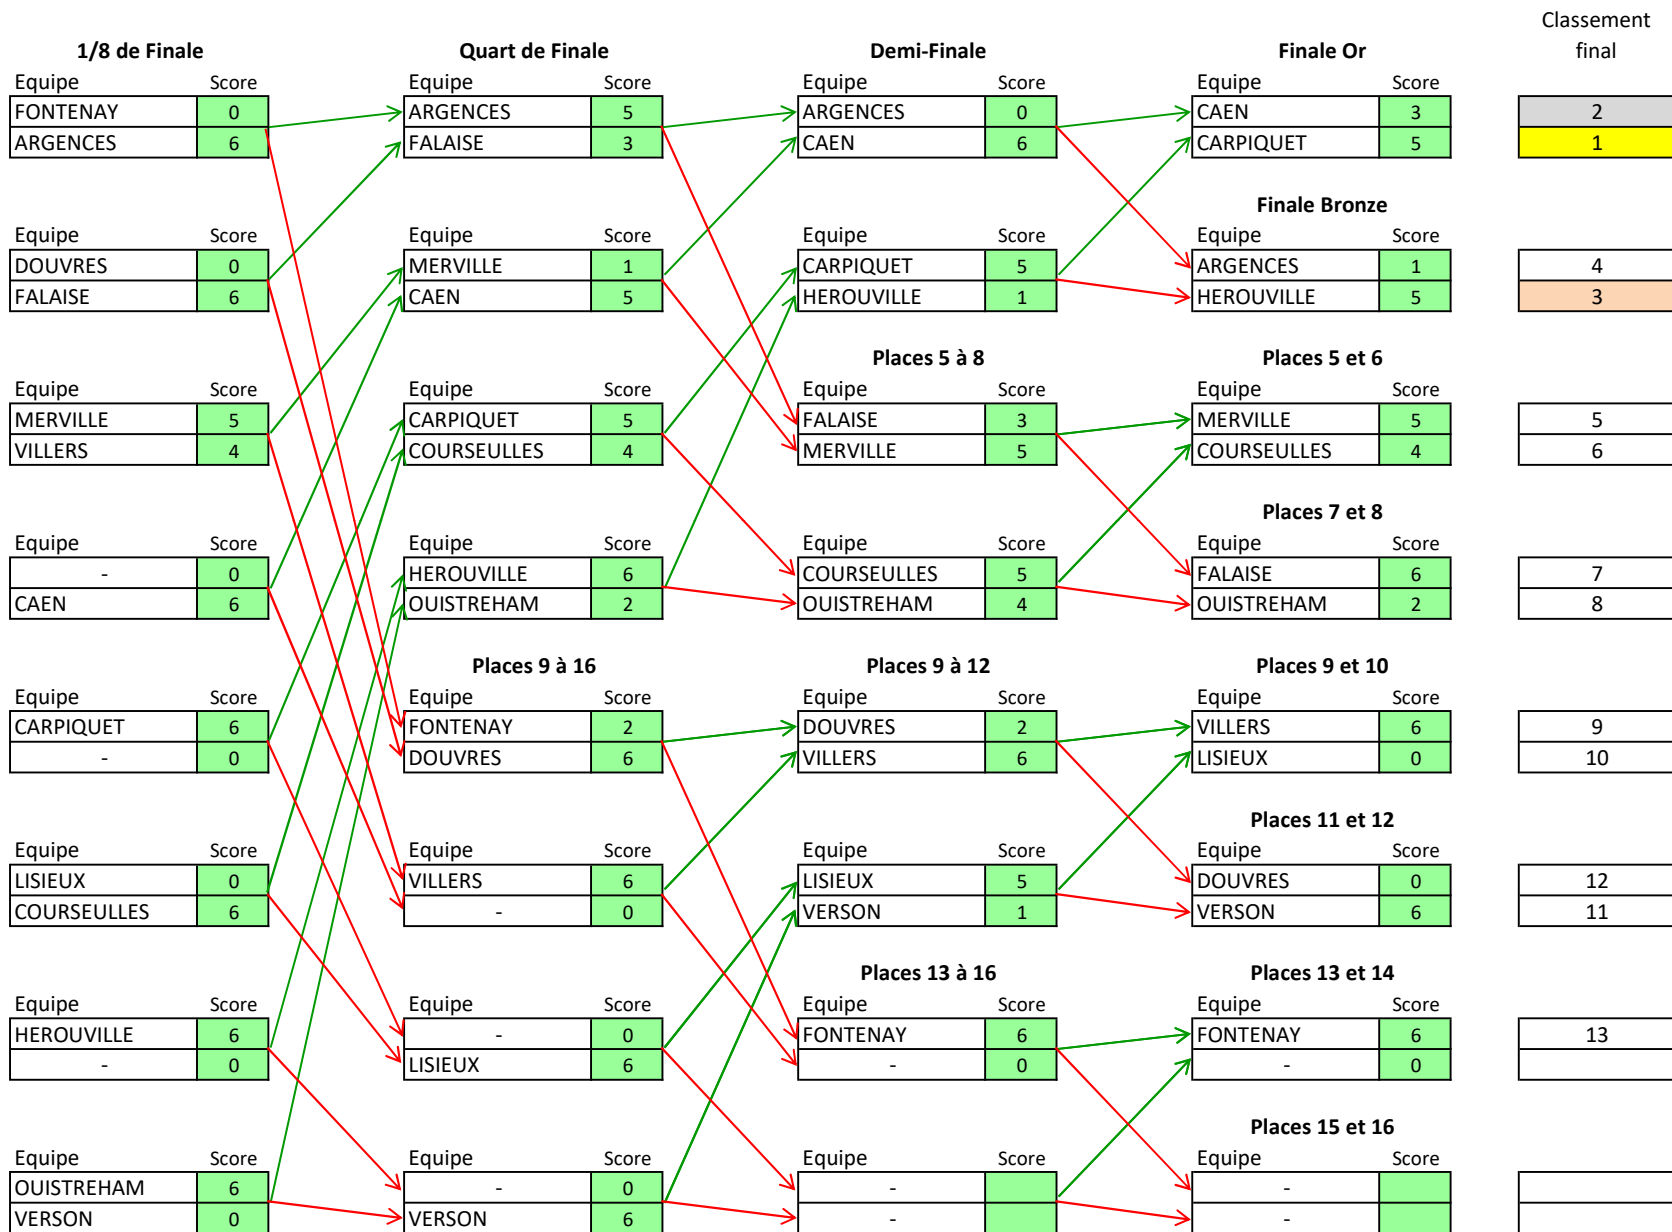 Classement
1/8 de Finale Quart de Finale Demi-Finale Finale Or final
Equipe Score Equipe Score Equipe Score Equipe Score
FONTENAY 0 ARGENCES 5 ARGENCES 0 CAEN 3 2
ARGENCES 6 FALAISE 3 CAEN 6 CARPIQUET 5 1
Finale Bronze
Equipe Score Equipe Score Equipe Score Equipe Score
DOUVRES 0 MERVILLE 1 CARPIQUET 5 ARGENCES 1 4
FALAISE 6 CAEN 5 HEROUVILLE 1 HEROUVILLE 5 3
Places 5 à 8 Places 5 et 6
Equipe Score Equipe Score Equipe Score Equipe Score
MERVILLE 5 CARPIQUET 5 FALAISE 3 MERVILLE 5 5
VILLERS 4 COURSEULLES 4 MERVILLE 5 COURSEULLES 4 6
Places 7 et 8
Equipe Score Equipe Score Equipe Score Equipe Score
- 0 HEROUVILLE 6 COURSEULLES 5 FALAISE 6 7
CAEN 6 OUISTREHAM 2 OUISTREHAM 4 OUISTREHAM 2 8
Places 9 à 16 Places 9 à 12 Places 9 et 10
Equipe Score Equipe Score Equipe Score Equipe Score
CARPIQUET 6 FONTENAY 2 DOUVRES 2 VILLERS 6 9
- 0 DOUVRES 6 VILLERS 6 LISIEUX 0 10
Places 11 et 12
Equipe Score Equipe Score Equipe Score Equipe Score
LISIEUX 0 VILLERS 6 LISIEUX 5 DOUVRES 0 12
COURSEULLES 6 - 0 VERSON 1 VERSON 6 11
Places 13 à 16 Places 13 et 14
Equipe Score Equipe Score Equipe Score Equipe Score
HEROUVILLE 6 - 0 FONTENAY 6 FONTENAY 6 13
- 0 LISIEUX 6 - 0 - 0
Places 15 et 16
Equipe Score Equipe Score Equipe Score Equipe Score
OUISTREHAM 6 - 0 - -
VERSON 0 VERSON 6 - -